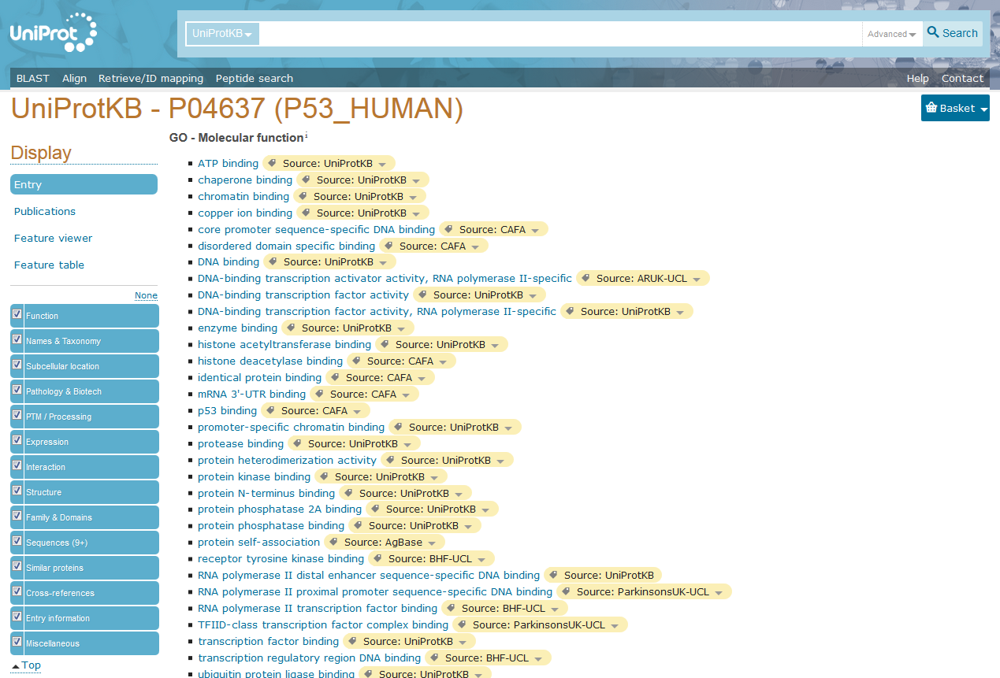 UniProt
UniProtKB
Advanced
Search
BLAST Align Retrieve/ID mapping Peptide search Help Contact
UniProtKB - P04637 (P53_HUMAN)
Basket
Display
Entry
Publications
Feature viewer
Feature table
None
Function
Names & Taxonomy
Subcellular location
Pathology & Biotech
PTM / Processing
Expression
Interaction
Structure
Family & Domains
Sequences (9+)
Similar proteins
Cross-references
Entry information
Miscellaneous
Top
GO - Molecular function i
ATP binding Source: UniProtKB
chaperone binding Source: UniProtKB
chromatin binding Source: UniProtKB
copper ion binding Source: UniProtKB
core promoter sequence-specific DNA binding Source: CAFA
disordered domain specific binding Source: CAFA
DNA binding Source: UniProtKB
DNA-binding transcription activator activity, RNA polymerase II-specific Source: ARUK-UCL
DNA-binding transcription factor activity Source: UniProtKB
DNA-binding transcription factor activity, RNA polymerase II-specific Source: UniProtKB
enzyme binding Source: UniProtKB
histone acetyltransferase binding Source: UniProtKB
histone deacetylase binding Source: CAFA
identical protein binding Source: CAFA
mRNA 3'-UTR binding Source: CAFA
p53 binding Source: CAFA
promoter-specific chromatin binding Source: UniProtKB
protease binding Source: UniProtKB
protein heterodimerization activity Source: UniProtKB
protein kinase binding Source: UniProtKB
protein N-terminus binding Source: UniProtKB
protein phosphatase 2A binding Source: UniProtKB
protein phosphatase binding Source: UniProtKB
protein self-association Source: AgBase
receptor tyrosine kinase binding Source: BHF-UCL
RNA polymerase II distal enhancer sequence-specific DNA binding Source: UniProtKB
RNA polymerase II proximal promoter sequence-specific DNA binding Source: ParkinsonsUK-UCL
RNA polymerase II transcription factor binding Source: BHF-UCL
TFIID-class transcription factor complex binding Source: ParkinsonsUK-UCL
transcription factor binding Source: UniProtKB
transcription regulatory region DNA binding Source: BHF-UCL
ubiquitin protein ligase binding Source: UniProtKB